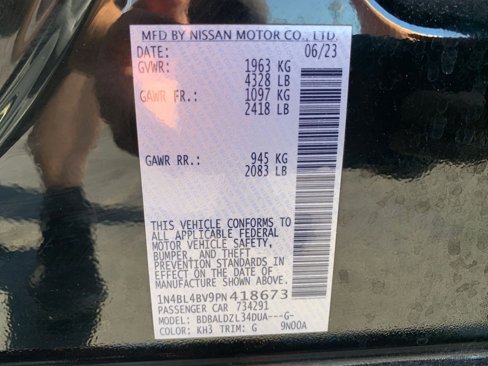 MFD BY NISSAN MOTOR CO., LTD.
DATE: 06/23
GVWR: 1963 KG
4328 LB
GAWR FR.: 1097 KG
2418 LB
GAWR RR.: 945 KG
2083 LB
THIS VEHICLE CONFORMS TO
ALL APPLICABLE FEDERAL
MOTOR VEHICLE SAFETY,
BUMPER, AND THEFT
PREVENTION STANDARDS IN
EFFECT ON THE DATE OF
MANUFACTURE SHOWN ABOVE.
1N4BL4BV9PN418673
PASSENGER CAR 734291
MODEL: BDBALDZL34DUA---G-
COLOR: KH3 TRIM: G 9N00A